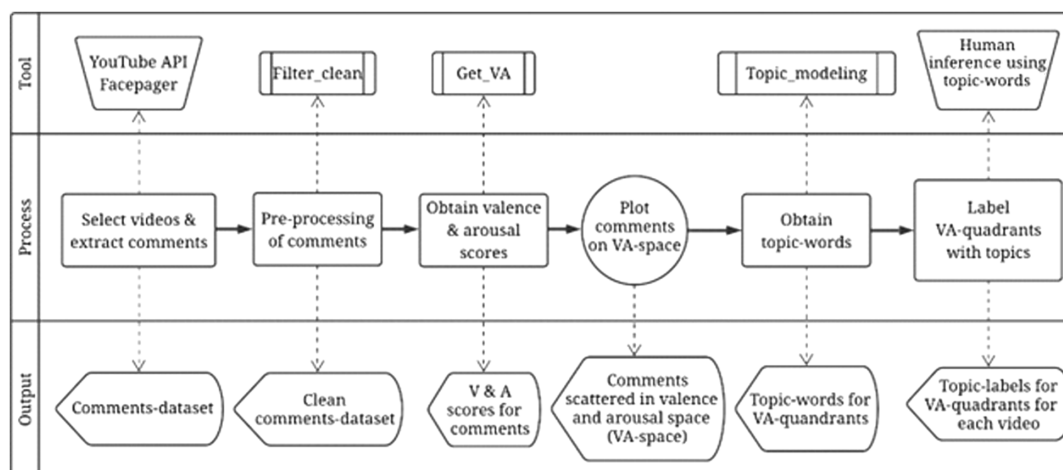 Tool
YouTube API
Facepager
Filter_clean
Get_VA
Topic_modeling
Human
inference using
topic-words
Process
Select videos &
extract comments
Pre-processing
of comments
Obtain valence
& arousal
scores
Plot
comments
on VA-space
Obtain
topic-words
Label
VA-quadrants
with topics
Output
Comments-dataset
Clean
comments-dataset
V & A
scores for
comments
Comments
scattered in valence
and arousal space
(VA-space)
Topic-words for
VA-quandrants
Topic-labels for
VA-quadrants for
each video